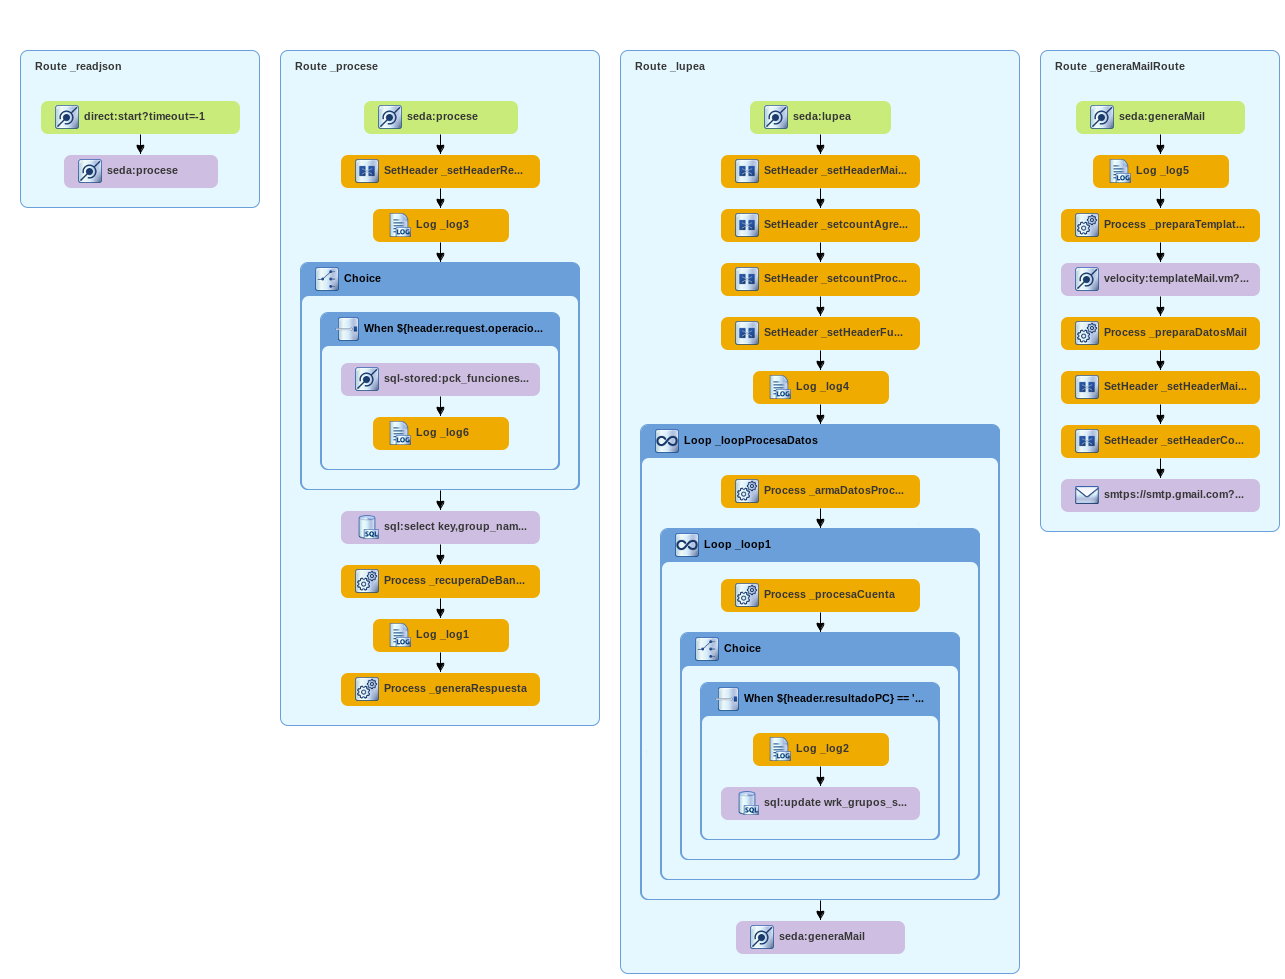 Route _readjson
direct:start?timeout=-1
seda:procese
Route _procese
seda:procese
SetHeader _setHeaderRe...
Log _log3
Choice
When ${header.request.operacio...
sql-stored:pck_funciones...
Log _log6
sql:select key,group_nam...
Process _recuperaDeBan...
Log _log1
Process _generaRespuesta
Route _lupea
seda:lupea
SetHeader _setHeaderMai...
SetHeader _setcountAgre...
SetHeader _setcountProc...
SetHeader _setHeaderFu...
Log _log4
Loop _loopProcesaDatos
Process _armaDatosProc...
Loop _loop1
Process _procesaCuenta
Choice
When ${header.resultadoPC} == '...
Log _log2
sql:update wrk_grupos_s...
seda:generaMail
Route _generaMailRoute
seda:generaMail
Log _log5
Process _preparaTemplat...
velocity:templateMail.vm?...
Process _preparaDatosMail
SetHeader _setHeaderMai...
SetHeader _setHeaderCo...
smtps://smtp.gmail.com?...